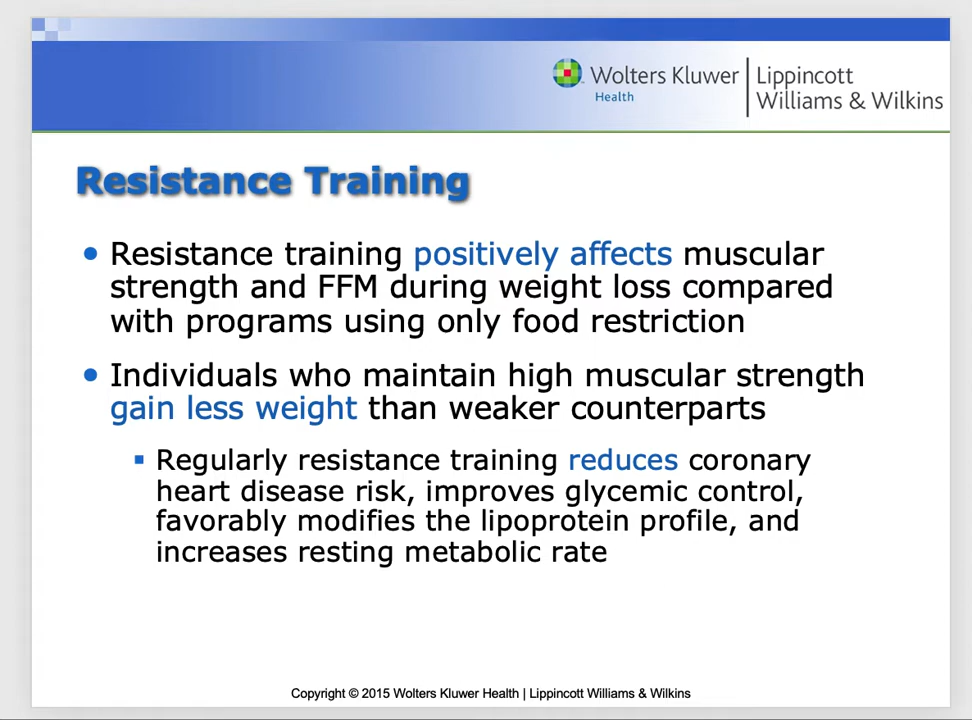 Wolters Kluwer
Health
Lippincott
Williams & Wilkins
Resistance Training
• Resistance training positively affects muscular
strength and FFM during weight loss compared
with programs using only food restriction
• Individuals who maintain high muscular strength
gain less weight than weaker counterparts
▪ Regularly resistance training reduces coronary
heart disease risk, improves glycemic control,
favorably modifies the lipoprotein profile, and
increases resting metabolic rate
Copyright © 2015 Wolters Kluwer Health | Lippincott Williams & Wilkins